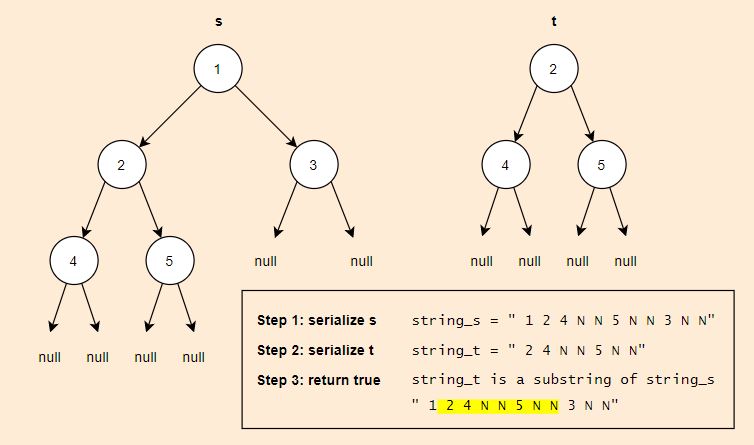 s t
1 2
2 3 4 5
4 5 null null null null null null
null null null null
Step 1: serialize s string_s = " 1 2 4 N N 5 N N 3 N N"
Step 2: serialize t string_t = " 2 4 N N 5 N N"
Step 3: return true string_t is a substring of string_s
" 1 2 4 N N 5 N N 3 N N"